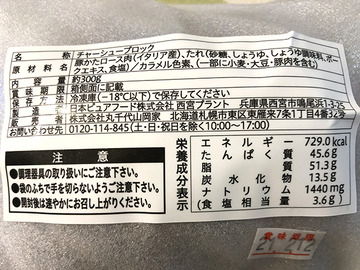 名称 チャーシューブロック
原材料名 豚かたロース肉(イタリア産)、たれ(砂糖、しょうゆ、しょうゆ調味料、ポークエキス、食塩)/カラメル色素、(一部に小麦・大豆・豚肉を含む)
内容量 約300g
賞味期限 箱側面に記載
保存方法 冷凍庫(−18℃以下)で保存してください
製造者 日本ピュアフード株式会社 西宮プラント 兵庫県西宮市鳴尾浜1-3-25
販売者 株式会社丸千代山岡家 北海道札幌市東区東雁来7条1丁目4番32号
お問い合わせ先 0120-114-845(土・日・祝日を除く10:00〜17:00)
注意
●調理器具の取り扱いにご注意下さい。
●袋のふちで手を切らないようご注意下さい。
●開封後は速やかにお召し上がりください。
栄養成分
エネルギー 729.0kcal
たんぱく質 45.6g
脂質 51.3g
炭水化物 13.5g
ナトリウム 1440mg
(食塩相当量 3.6g)
賞味期限
21.2.12